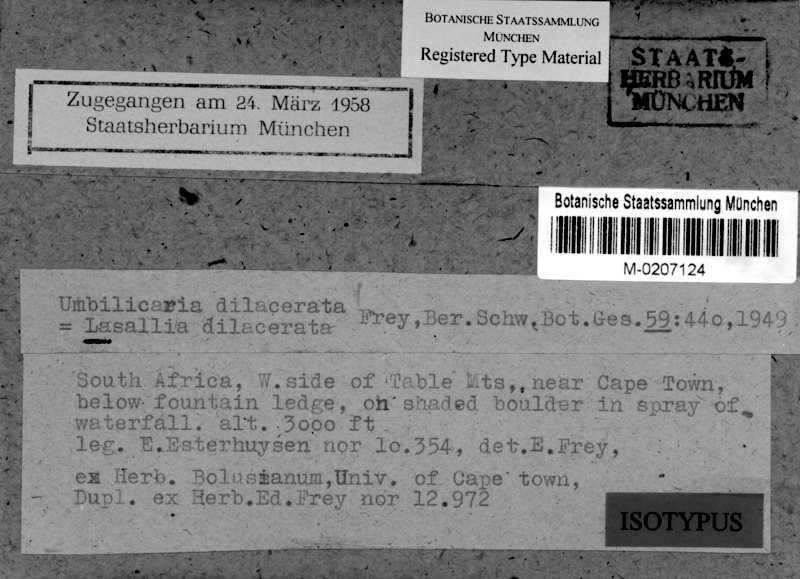 BOTANISCHE STAATSSAMMLUNG
MÜNCHEN
Registered Type Material
STAATS-
HERBARIUM
MÜNCHEN
Zugegangen am 24. März 1958
Staatsherbarium München
Botanische Staatssammlung München
M-0207124
Umbilicaria dilacerata
= Lasallia dilacerata Frey,Ber.Schw.Bot.Ges.59:440,1949
South Africa, W.side of Table Mts,, near Cape Town,
below fountain ledge, on shaded boulder in spray of
waterfall. alt. 3000 ft
leg. E.Esterhuysen nor 10.354, det.E.Frey,
ex Herb. Bolusianum,Univ. of Cape town,
Dupl. ex Herb.Ed.Frey nor 12.972
ISOTYPUS